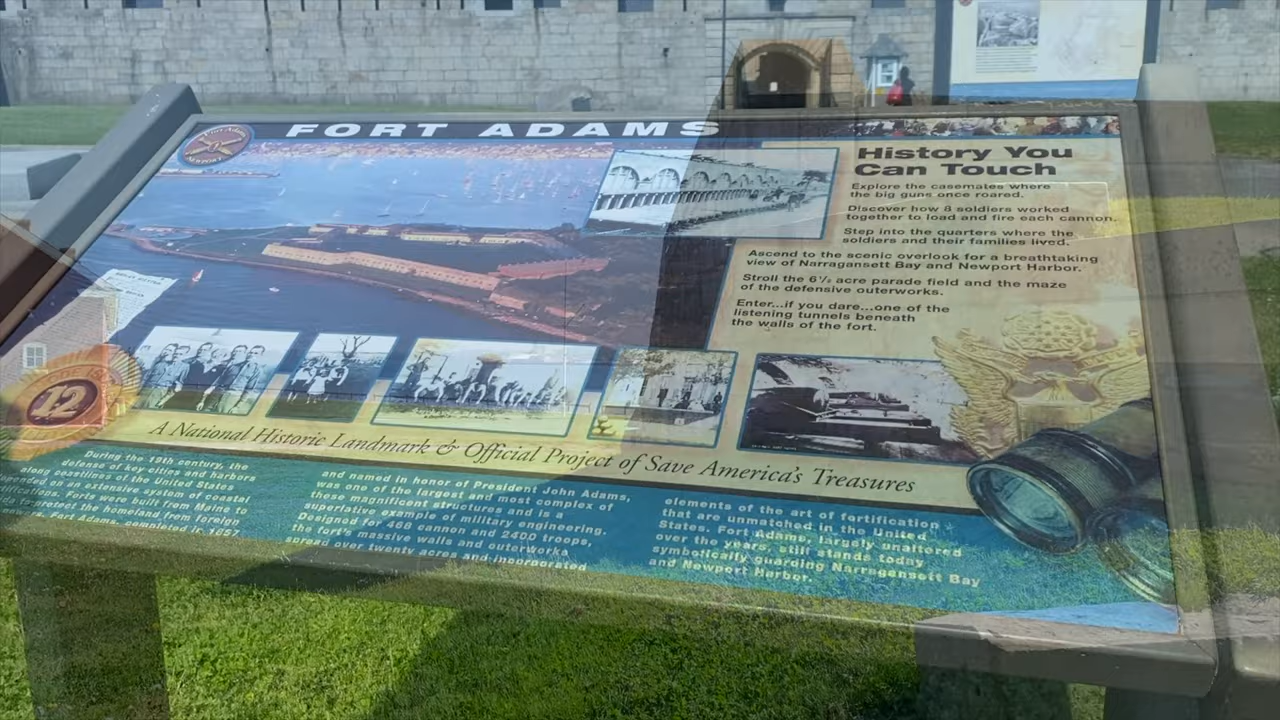 FORT ADAMS
Fort Adams
NEWPORT
History You
Can Touch
Explore the casemates where
the big guns once roared.
Discover how 8 soldiers worked
together to load and fire each cannon.
Step into the quarters where the
soldiers and their families lived.
Ascend to the scenic overlook for a breathtaking
view of Narragansett Bay and Newport Harbor.
Stroll the 6½ acre parade field and the maze
of the defensive outerworks.
Enter...if you dare...one of the
listening tunnels beneath
the walls of the fort.
12
A National Historic Landmark & Official Project of Save America's Treasures
During the 19th century, the
defense of key cities and harbors
along coastlines of the United States
on an extensive system of coastal
Forts were built from Maine to
protect the homeland from foreign
Fort Adams, completed in 1857
and named in honor of President John Adams,
was one of the largest and most complex of
these magnificent structures and is a
superlative example of military engineering.
Designed for 468 cannon and 2400 troops,
the Fort's massive walls and outerworks
spread over twenty acres and incorporated
elements of the art of fortification
that are unmatched in the United
States. Fort Adams, largely unaltered
over the years, still stands today
symbolically guarding Narragansett Bay
and Newport Harbor.